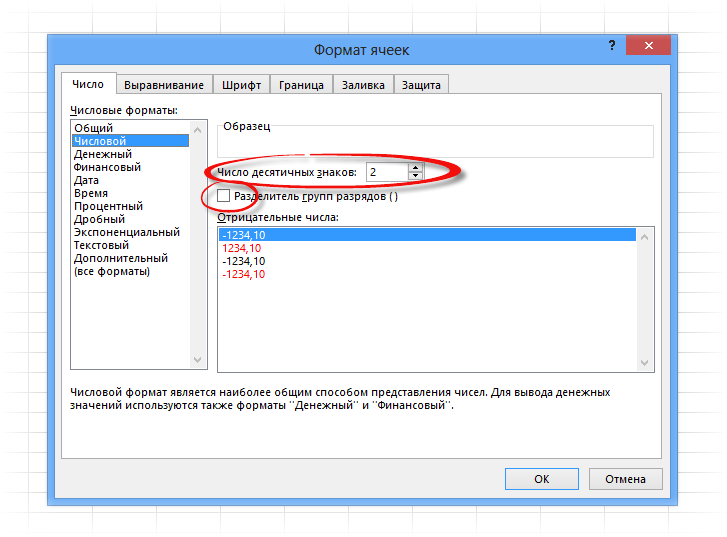 Формат ячеек
?
Число Выравнивание Шрифт Граница Заливка Защита
Числовые форматы:
Общий
Числовой
Денежный
Финансовый
Дата
Время
Процентный
Дробный
Экспоненциальный
Текстовый
Дополнительный
(все форматы)
Образец
Число десятичных знаков: 2
Разделитель групп разрядов ( )
Отрицательные числа:
-1234,10
1234,10
-1234,10
-1234,10
Числовой формат является наиболее общим способом представления чисел. Для вывода денежных
значений используются также форматы "Денежный" и "Финансовый".
ОК Отмена